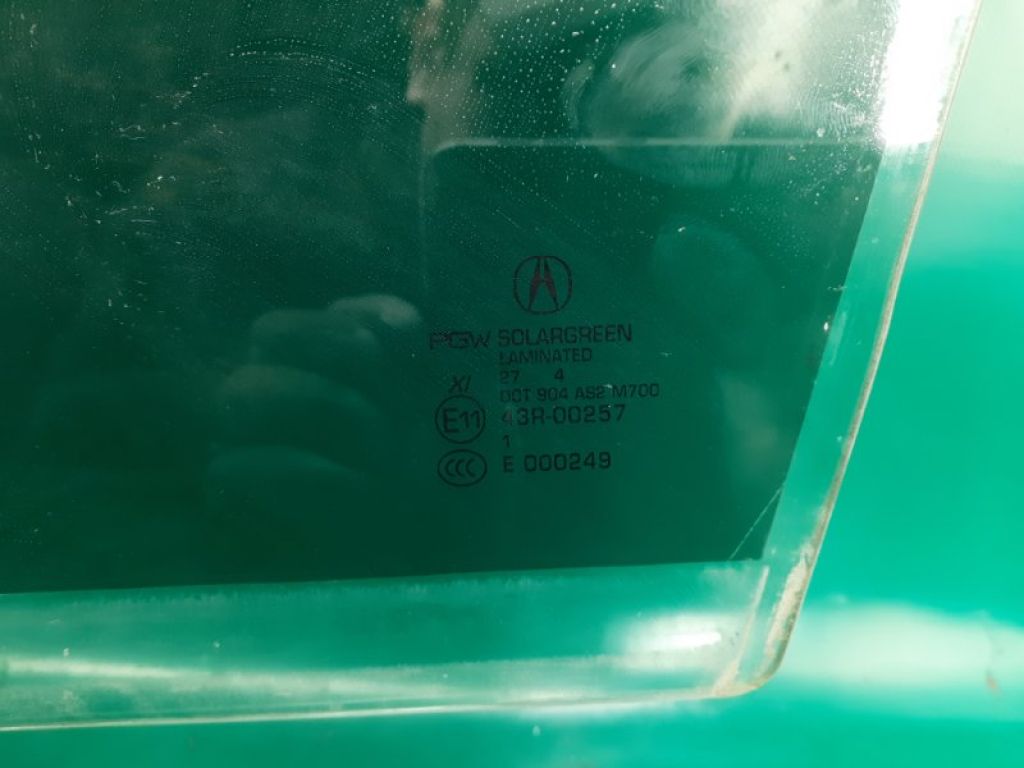 PGW SOLARGREEN
LAMINATED
27 4
XI
DOT 904 AS2 M700
E11 43R-00257
1
CCC E 000249